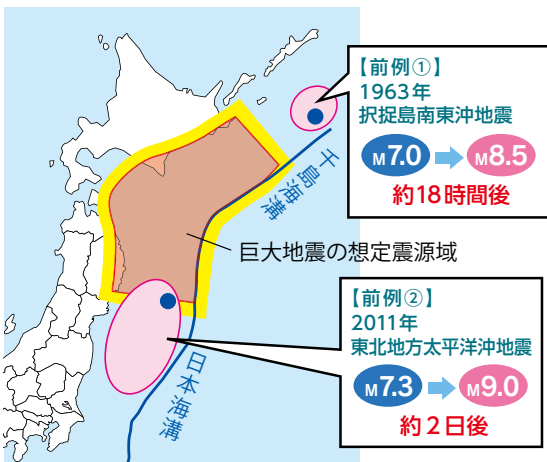 【前例①】
1963年
択捉島南東沖地震
M7.0 M8.5
約18時間後
千島海溝
巨大地震の想定震源域
【前例②】
2011年
東北地方太平洋沖地震
M7.3 M9.0
約2日後
日本海溝